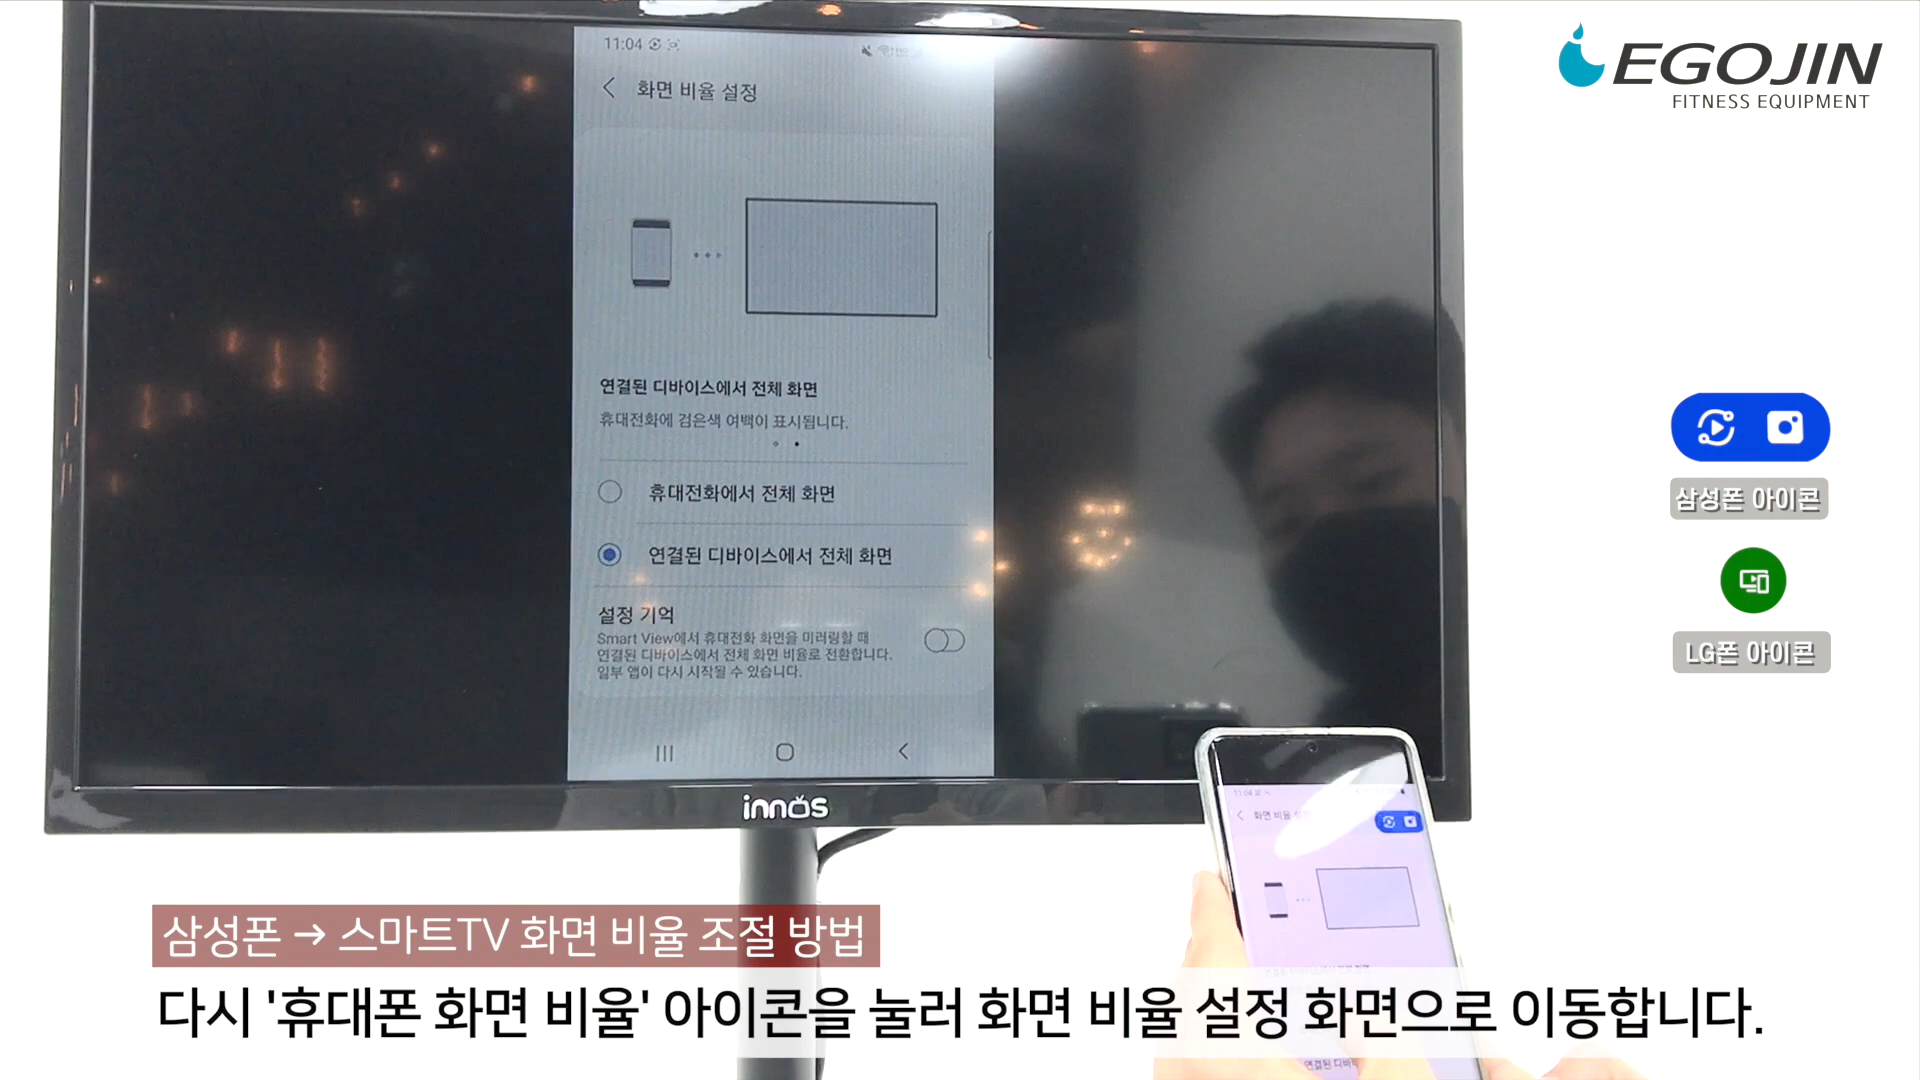 11:04
화면 비율 설정
연결된 디바이스에서 전체 화면
휴대전화에 검은색 여백이 표시됩니다.
휴대전화에서 전체 화면
연결된 디바이스에서 전체 화면
설정 기억
Smart View에서 휴대전화 화면을 미러링할 때
연결된 디바이스에서 전체 화면 비율로 전환합니다.
일부 앱이 다시 시작될 수 있습니다.
innos
EGOJIN
FITNESS EQUIPMENT
삼성폰 아이콘
LG폰 아이콘
11:04
화면 비율
삼성폰 → 스마트TV 화면 비율 조절 방법
다시 '휴대폰 화면 비율' 아이콘을 눌러 화면 비율 설정 화면으로 이동합니다.